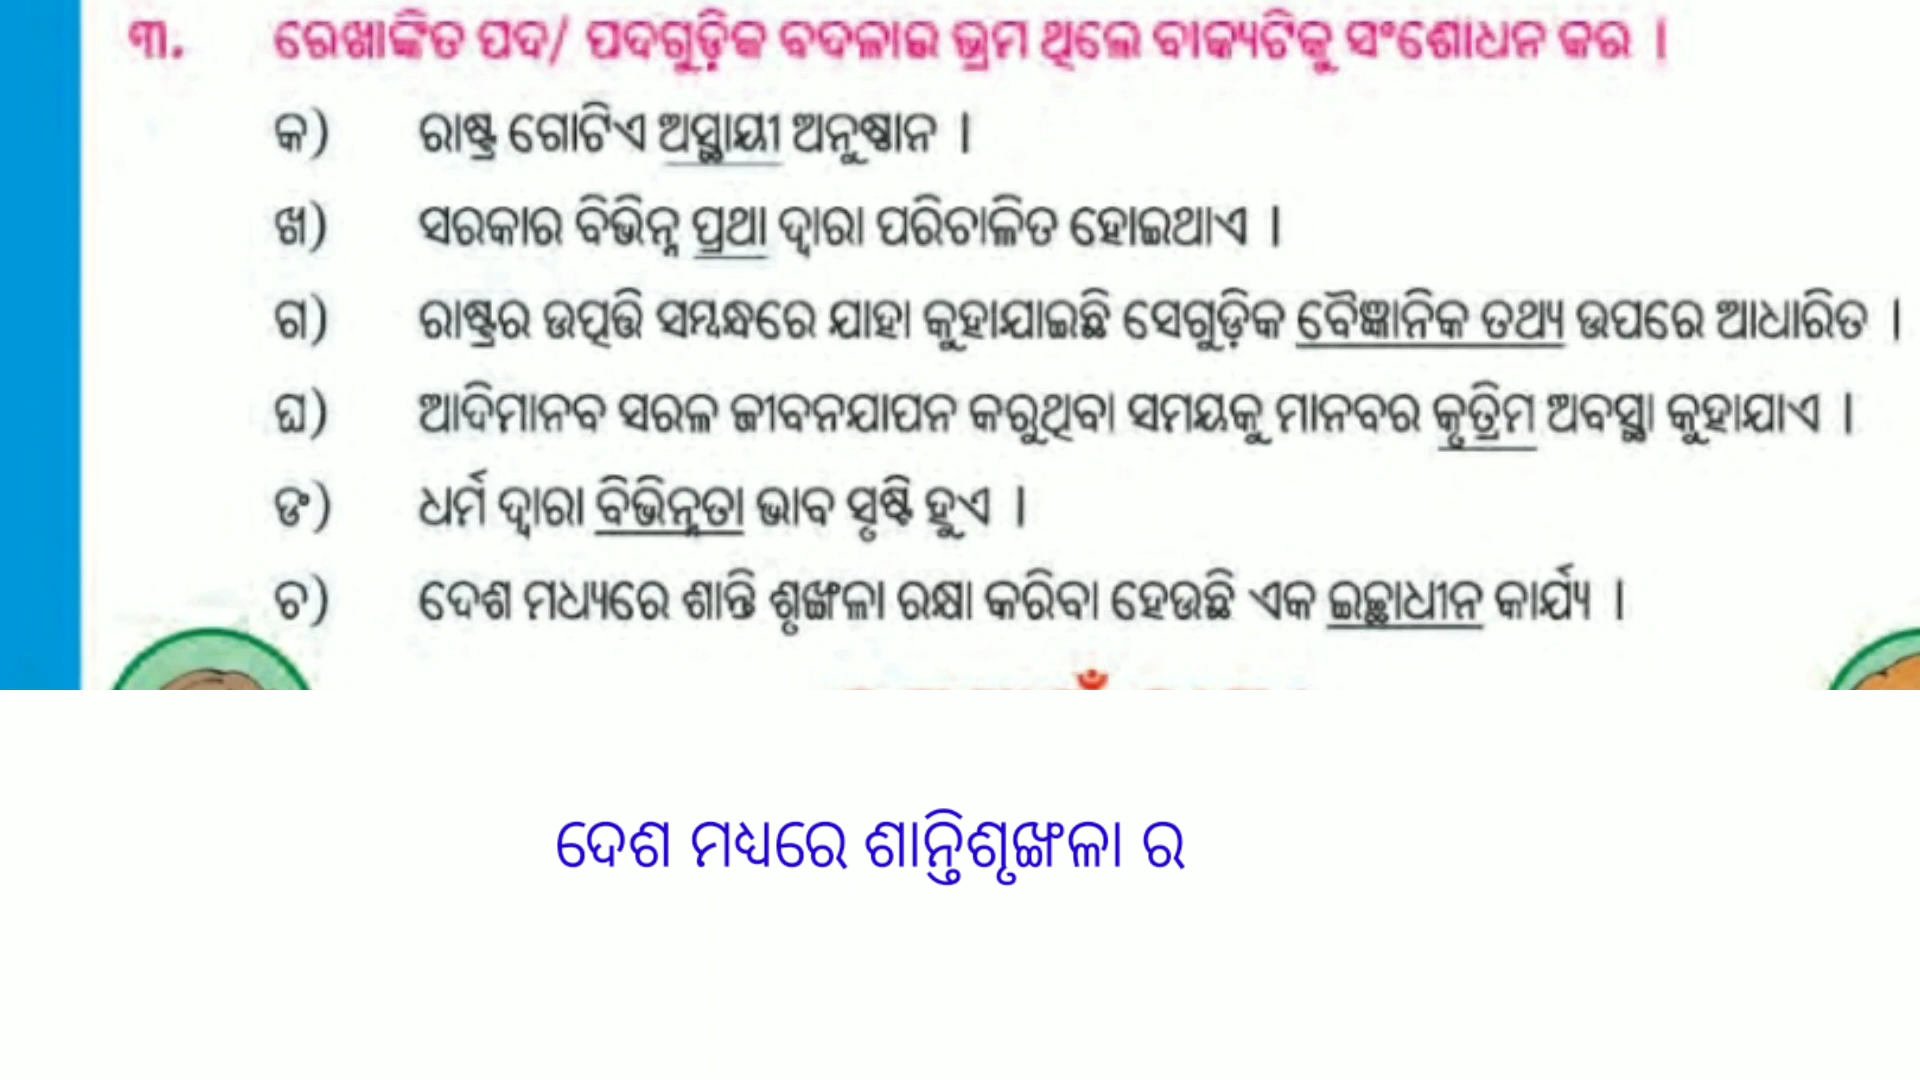 ୩. ରେଖାଙ୍କିତ ପଦ/ ପଦଗୁଡ଼ିକ ବଦଳାଇ ଭ୍ରମ ଥିଲେ ବାକ୍ୟଟିକୁ ସଂଶୋଧନ କର ।
କ) ରାଷ୍ଟ୍ର ଗୋଟିଏ ଅସ୍ଥାୟୀ ଅନୁଷ୍ଠାନ ।
ଖ) ସରକାର ବିଭିନ୍ନ ପ୍ରଥା ଦ୍ୱାରା ପରିଚାଳିତ ହୋଇଥାଏ ।
ଗ) ରାଷ୍ଟ୍ରର ଉତ୍ପତ୍ତି ସମ୍ବନ୍ଧରେ ଯାହା କୁହାଯାଇଛି ସେଗୁଡ଼ିକ ବୈଜ୍ଞାନିକ ତଥ୍ୟ ଉପରେ ଆଧାରିତ ।
ଘ) ଆଦିମାନବ ସରଳ ଜୀବନଯାପନ କରୁଥିବା ସମୟକୁ ମାନବର କୃତ୍ରିମ ଅବସ୍ଥା କୁହାଯାଏ ।
ଙ) ଧର୍ମ ଦ୍ୱାରା ବିଭିନ୍ନତା ଭାବ ସୃଷ୍ଟି ହୁଏ ।
ଚ) ଦେଶ ମଧ୍ୟରେ ଶାନ୍ତି ଶୃଙ୍ଖଳା ରକ୍ଷା କରିବା ହେଉଛି ଏକ ଇଚ୍ଛାଧୀନ କାର୍ଯ୍ୟ ।
ଦେଶ ମଧ୍ୟରେ ଶାନ୍ତିଶୃଙ୍ଖଳା ର